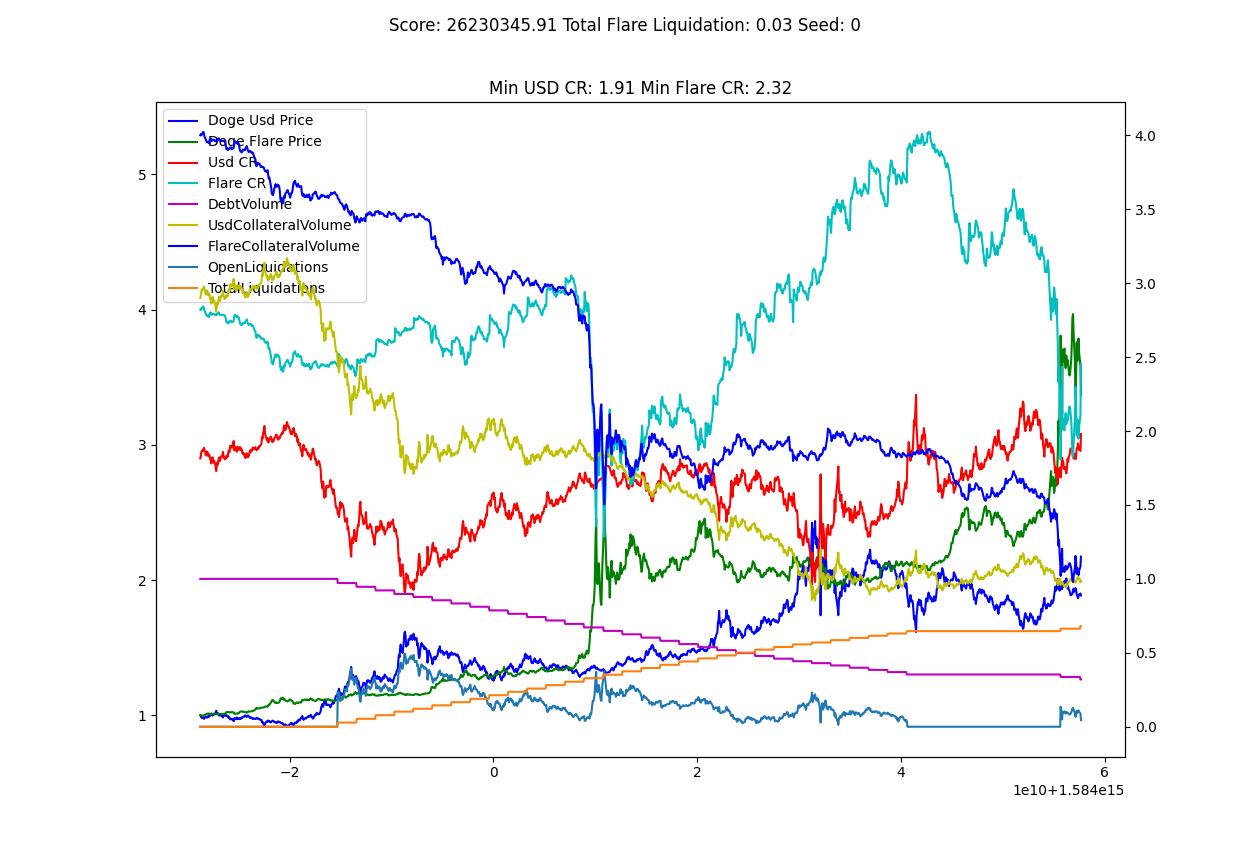 Score: 26230345.91 Total Flare Liquidation: 0.03 Seed: 0
Min USD CR: 1.91 Min Flare CR: 2.32
Doge Usd Price
Doge Flare Price
Usd CR
Flare CR
DebtVolume
UsdCollateralVolume
FlareCollateralVolume
OpenLiquidations
TotalLiquidations
5
4
3
2
1
4.0
3.5
3.0
2.5
2.0
1.5
1.0
0.5
0.0
−2
0
2
4
6
1e10+1.584e15